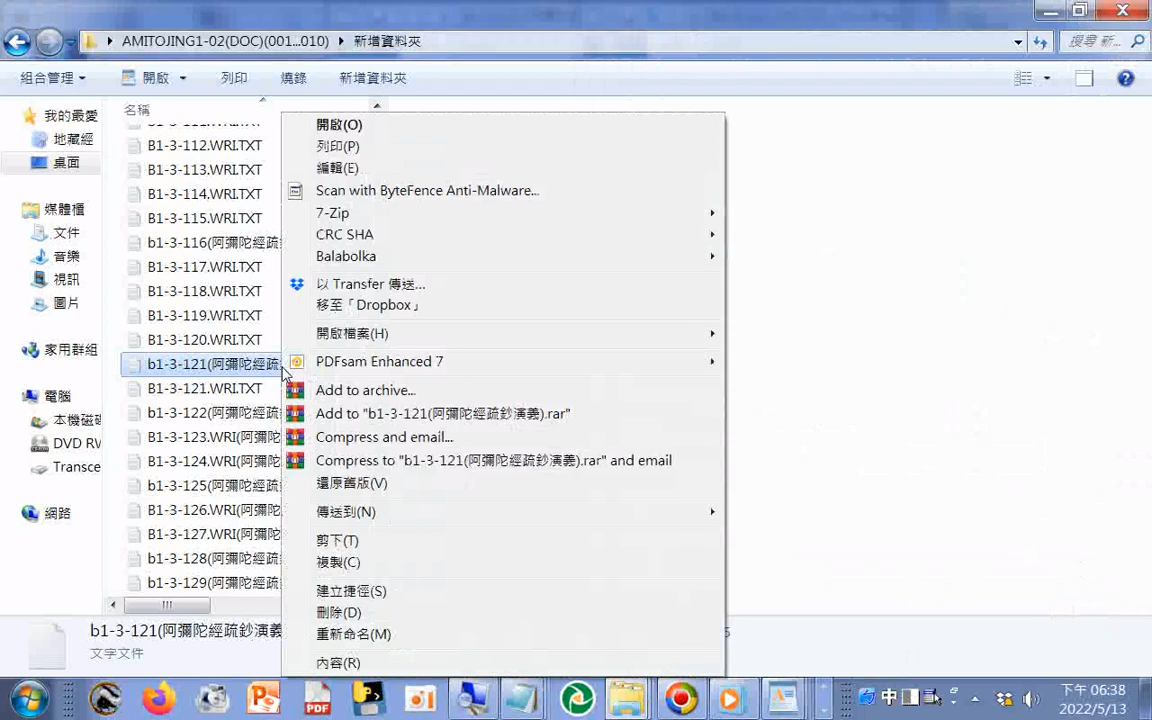 AMITOJING1-02(DOC)(001...010) 新增資料夾
搜尋 新...
組合管理 開啟 列印 燒錄 新增資料夾
名稱
我的最愛
地藏經
桌面
媒體櫃
文件
音樂
視訊
圖片
家用群組
電腦
本機磁
DVD RW
Transce
網路
B1-3-112.WRI.TXT
B1-3-113.WRI.TXT
B1-3-114.WRI.TXT
B1-3-115.WRI.TXT
b1-3-116(阿彌陀經疏
B1-3-117.WRI.TXT
B1-3-118.WRI.TXT
B1-3-119.WRI.TXT
B1-3-120.WRI.TXT
b1-3-121(阿彌陀經疏
B1-3-121.WRI.TXT
b1-3-122(阿彌陀經疏
B1-3-123.WRI(阿彌陀
B1-3-124.WRI(阿彌陀
b1-3-125(阿彌陀經疏
B1-3-126.WRI(阿彌陀
B1-3-127.WRI(阿彌陀
b1-3-128(阿彌陀經疏
b1-3-129(阿彌陀經疏
開啟(O)
列印(P)
編輯(E)
Scan with ByteFence Anti-Malware...
7-Zip
CRC SHA
Balabolka
以 Transfer 傳送...
移至「Dropbox」
開啟檔案(H)
PDFsam Enhanced 7
Add to archive...
Add to "b1-3-121(阿彌陀經疏鈔演義).rar"
Compress and email...
Compress to "b1-3-121(阿彌陀經疏鈔演義).rar" and email
還原舊版(V)
傳送到(N)
剪下(T)
複製(C)
建立捷徑(S)
刪除(D)
重新命名(M)
內容(R)
b1-3-121(阿彌陀經疏鈔演義
文字文件
PDF
中
下午 06:38
2022/5/13